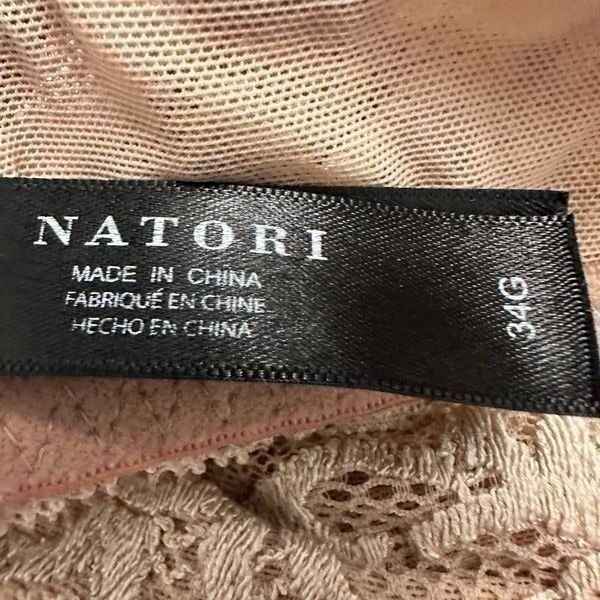 NATORI
MADE IN CHINA
FABRIQUÉ EN CHINE
HECHO EN CHINA
34G